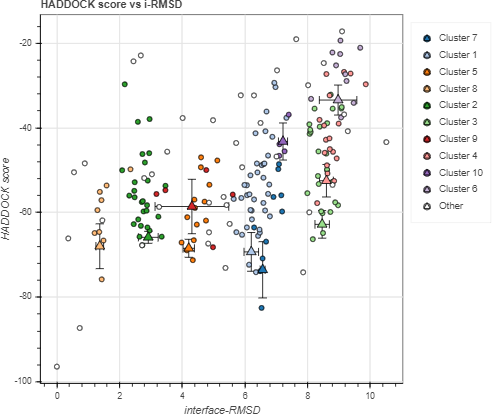 HADDOCK score vs i-RMSD
HADDOCK score
-20
-40
-60
-80
-100
0
2
4
6
8
10
interface-RMSD
Cluster 7
Cluster 1
Cluster 5
Cluster 8
Cluster 2
Cluster 3
Cluster 9
Cluster 4
Cluster 10
Cluster 6
Other